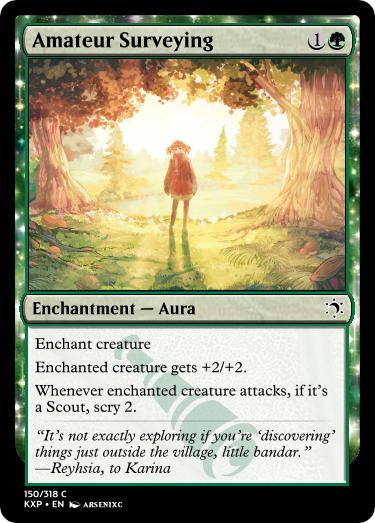 Amateur Surveying 1
Enchantment — Aura
Enchant creature
Enchanted creature gets +2/+2.
Whenever enchanted creature attacks, if it's
a Scout, scry 2.
“It's not exactly exploring if you're ‘discovering’
things just outside the village, little bandar.”
—Reyhsia, to Karina
150/318 C
KXP • EN ARSENIXC